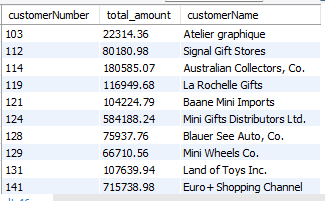 customerNumber total_amount customerName
103 22314.36 Atelier graphique
112 80180.98 Signal Gift Stores
114 180585.07 Australian Collectors, Co.
119 116949.68 La Rochelle Gifts
121 104224.79 Baane Mini Imports
124 584188.24 Mini Gifts Distributors Ltd.
128 75937.76 Blauer See Auto, Co.
129 66710.56 Mini Wheels Co.
131 107639.94 Land of Toys Inc.
141 715738.98 Euro+ Shopping Channel